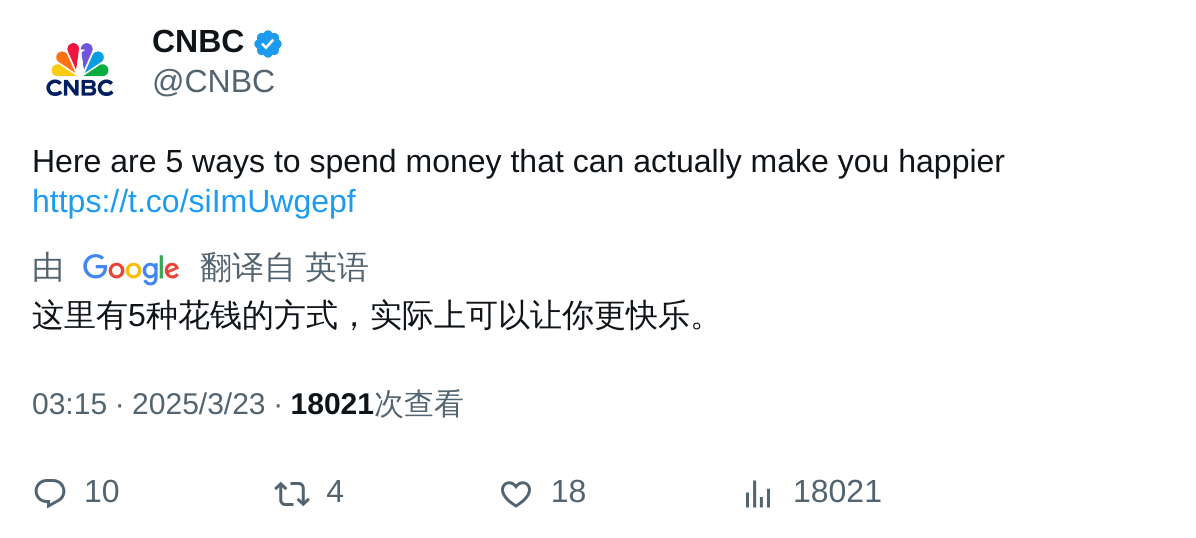 CNBC
CNBC
@CNBC
Here are 5 ways to spend money that can actually make you happier
https://t.co/siImUwgepf
由 Google 翻译自 英语
这里有5种花钱的方式，实际上可以让你更快乐。
03:15 · 2025/3/23 · 18021次查看
10 4 18 18021